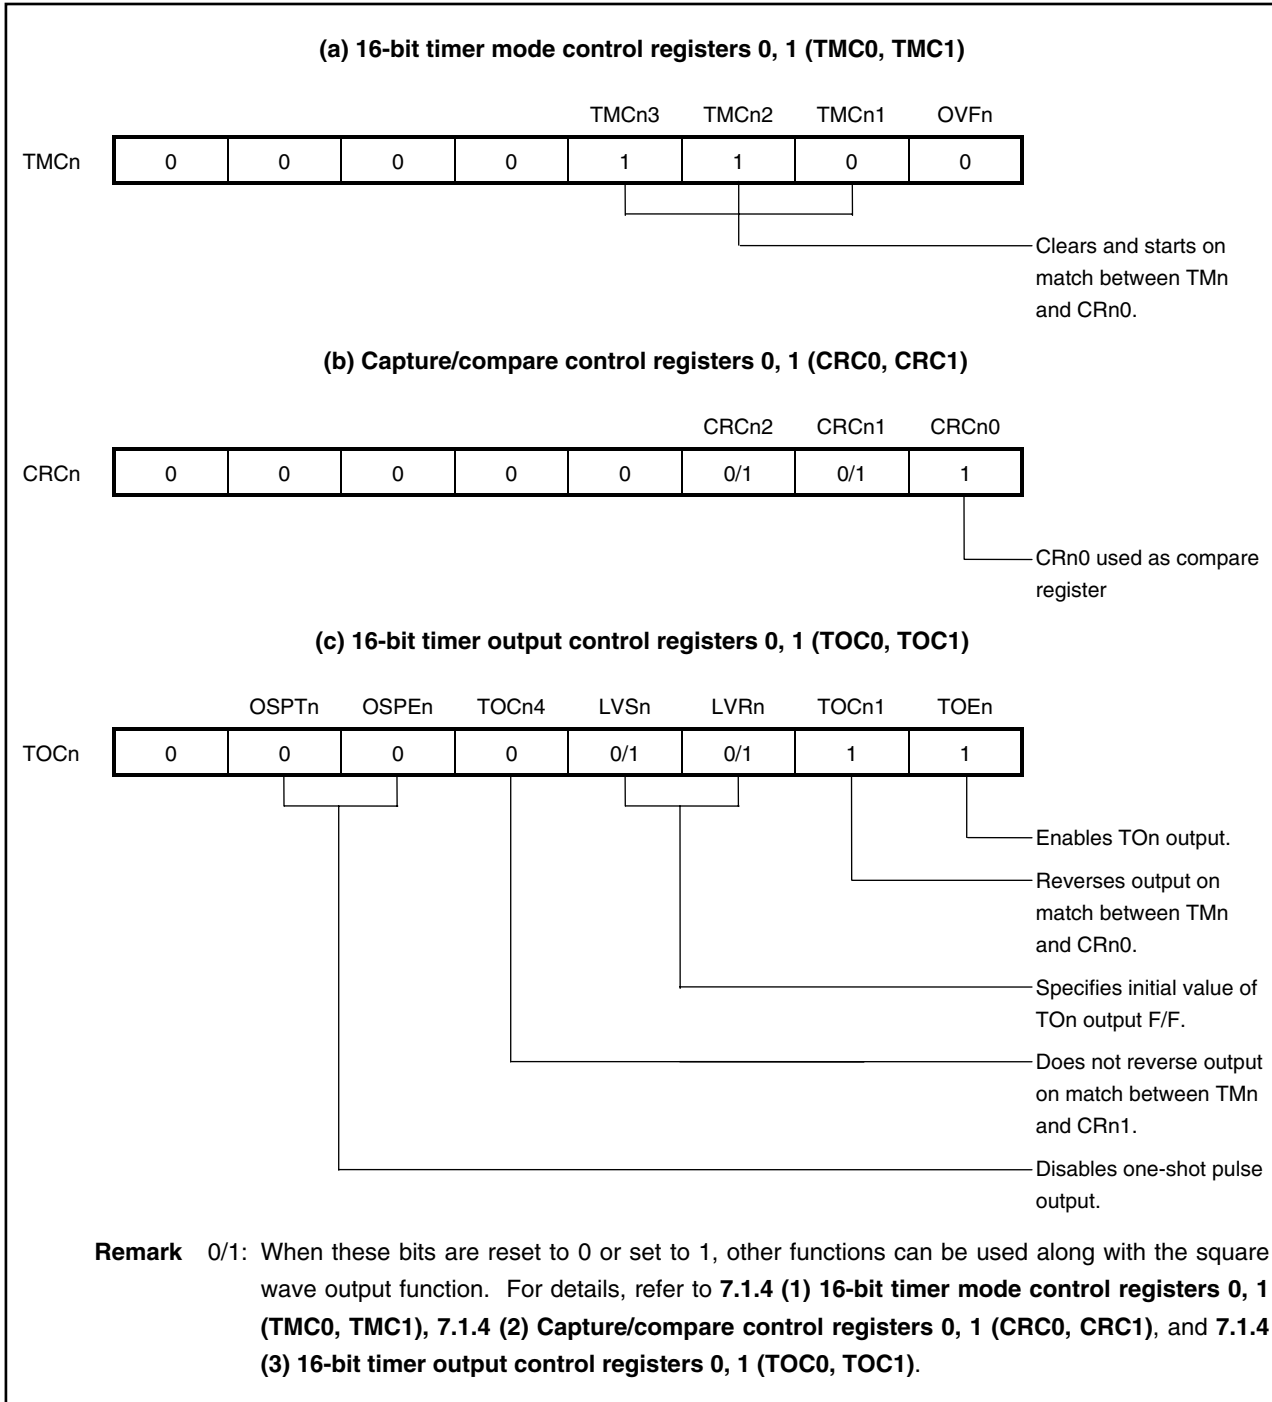 (a) 16-bit timer mode control registers 0, 1 (TMC0, TMC1)
TMCn3 TMCn2 TMCn1 OVFn
TMCn 0 0 0 0 1 1 0 0
Clears and starts on
match between TMn
and CRn0.
(b) Capture/compare control registers 0, 1 (CRC0, CRC1)
CRCn2 CRCn1 CRCn0
CRCn 0 0 0 0 0 0/1 0/1 1
CRn0 used as compare
register
(c) 16-bit timer output control registers 0, 1 (TOC0, TOC1)
OSPTn OSPEn TOCn4 LVSn LVRn TOCn1 TOEn
TOCn 0 0 0 0 0/1 0/1 1 1
Enables TOn output.
Reverses output on
match between TMn
and CRn0.
Specifies initial value of
TOn output F/F.
Does not reverse output
on match between TMn
and CRn1.
Disables one-shot pulse
output.
Remark 0/1: When these bits are reset to 0 or set to 1, other functions can be used along with the square
wave output function. For details, refer to 7.1.4 (1) 16-bit timer mode control registers 0, 1
(TMC0, TMC1), 7.1.4 (2) Capture/compare control registers 0, 1 (CRC0, CRC1), and 7.1.4
(3) 16-bit timer output control registers 0, 1 (TOC0, TOC1).